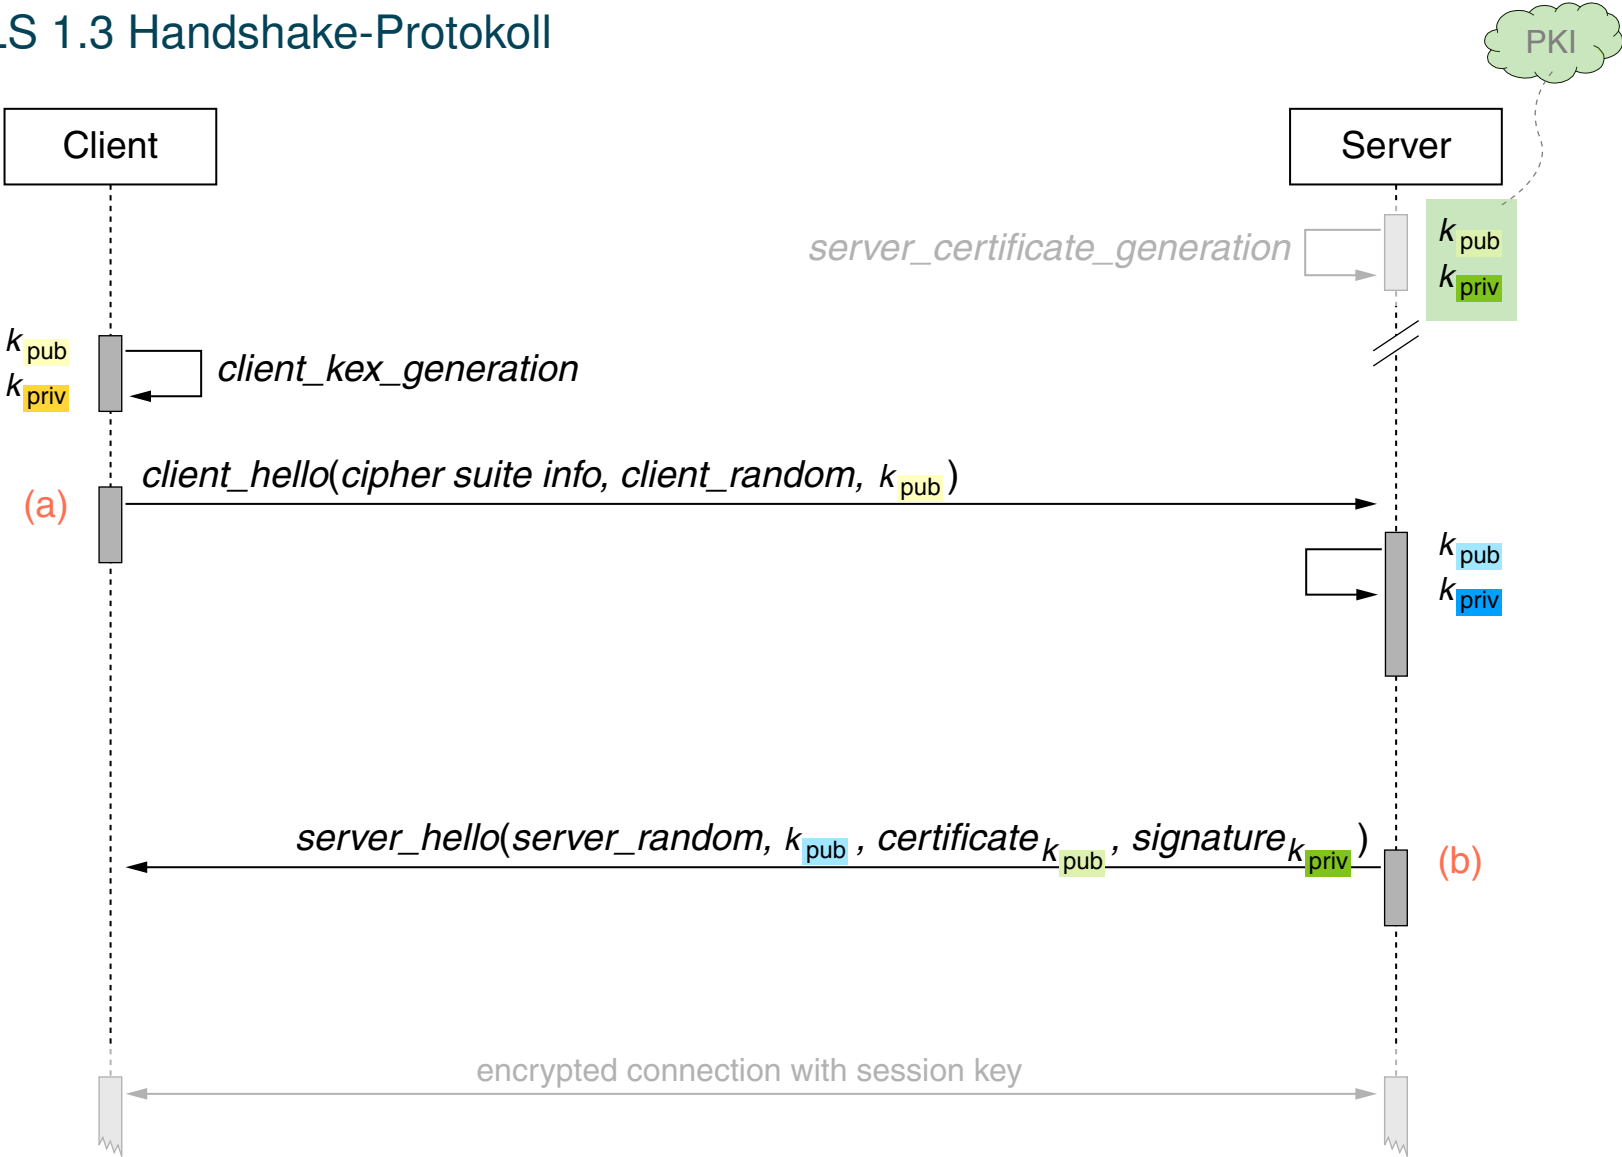 LS 1.3 Handshake-Protokoll
PKI
Client
Server
server_certificate_generation
k pub
k priv
k pub
k priv
client_kex_generation
(a)
client_hello(cipher suite info, client_random, k pub)
k pub
k priv
server_hello(server_random, k pub, certificate k pub, signature k priv)
(b)
encrypted connection with session key